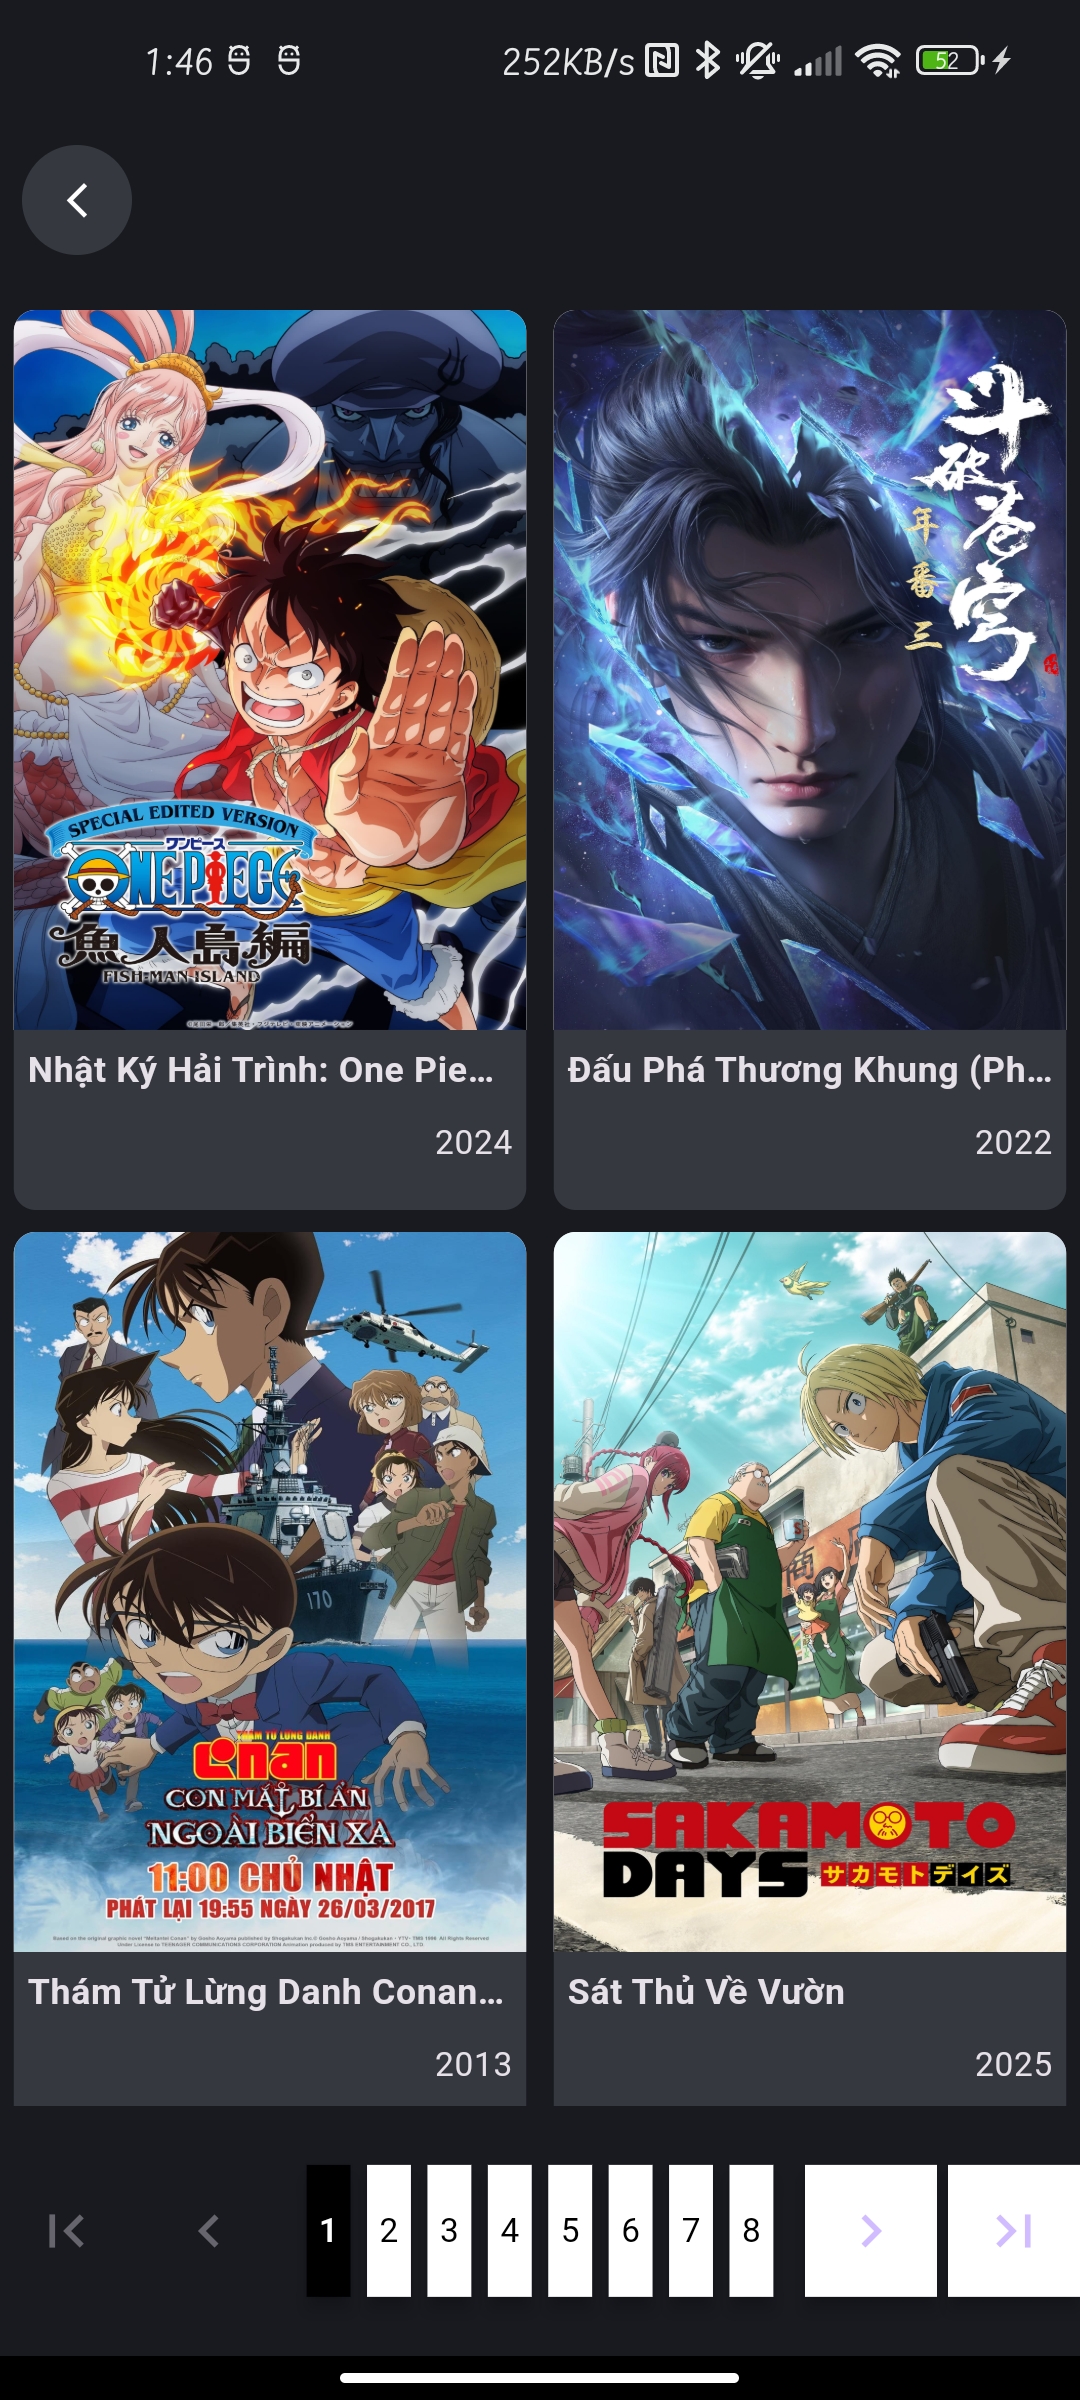 1:46
252KB/s
52
SPECIAL EDITED VERSION
ワンピース
ONE PIECE
魚人島編
FISH-MAN ISLAND
斗破苍穹
年番三
Nhật Ký Hải Trình: One Pie...
2024
Đấu Phá Thương Khung (Ph...
2022
170
THÁM TỬ LỪNG DANH
Conan
CON MẮT BÍ ẨN
NGOÀI BIỂN XA
11:00 CHỦ NHẬT
PHÁT LẠI 19:55 NGÀY 26/03/2017
SAKAMOTO
DAYS サカモトデイズ
Thám Tử Lừng Danh Conan...
2013
Sát Thủ Về Vườn
2025
1 2 3 4 5 6 7 8